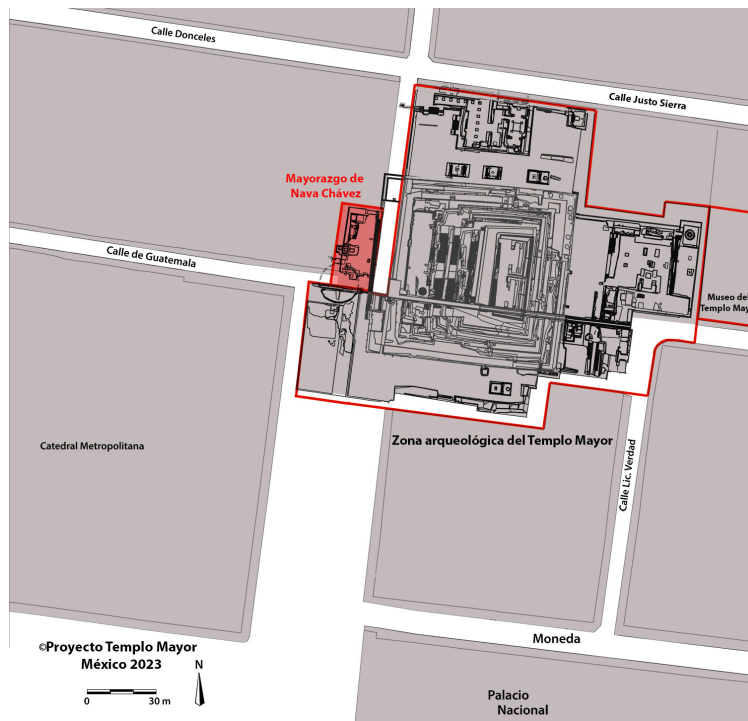 Calle Donceles
Calle Justo Sierra
Mayorazgo de
Nava Chávez
Calle de Guatemala
Museo del
Templo May
Catedral Metropolitana
Zona arqueológica del Templo Mayor
Calle Lic. Verdad
©Proyecto Templo Mayor
México 2023
N
0 30 m
Moneda
Palacio
Nacional